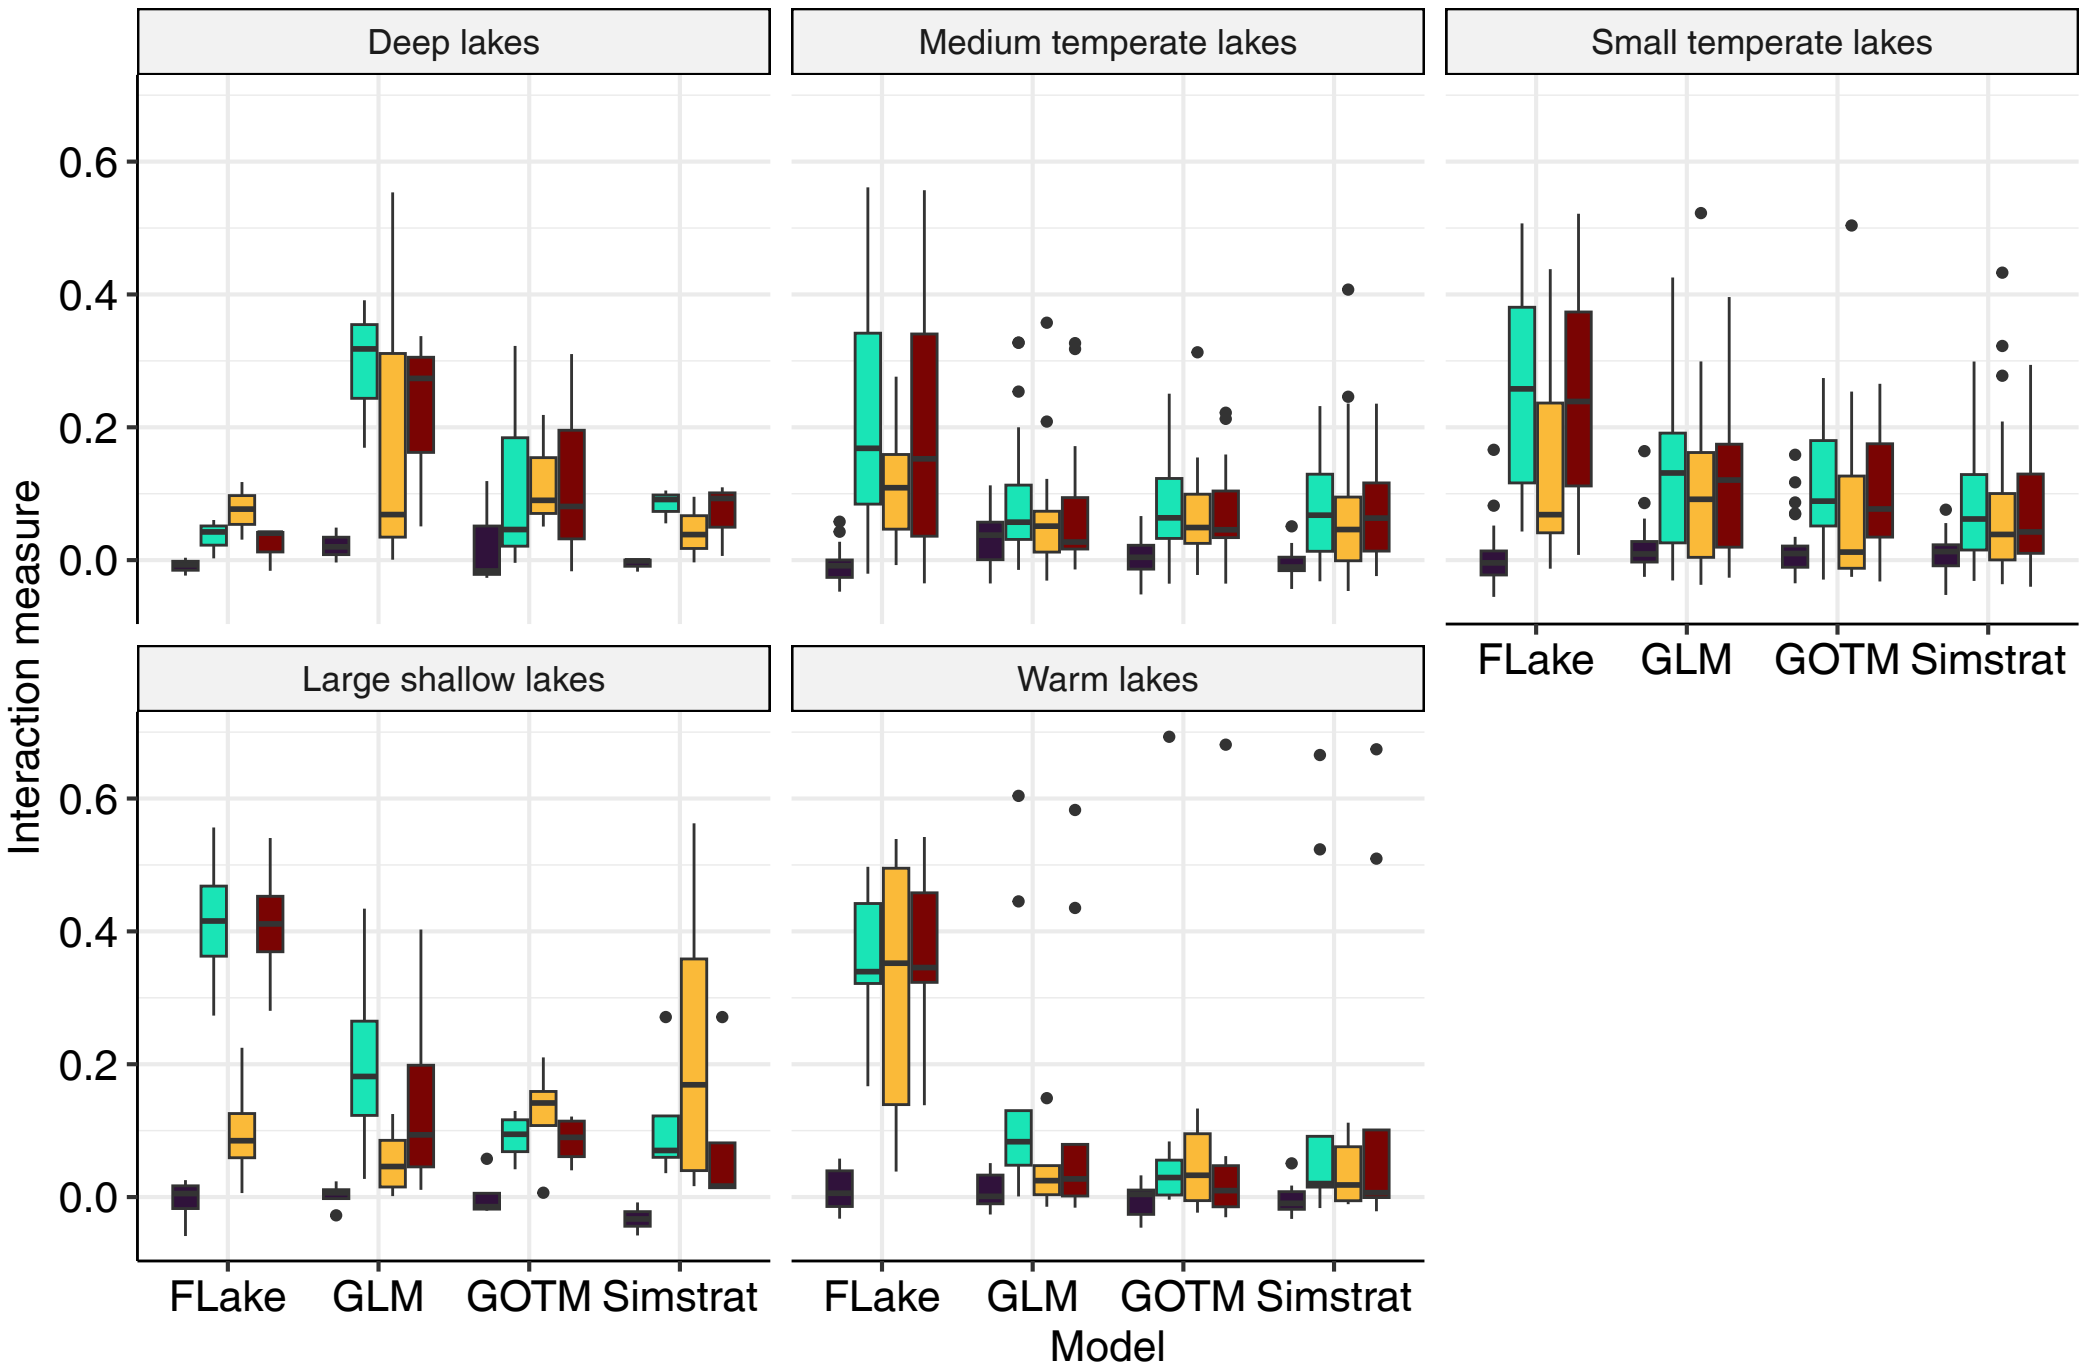 Deep lakes
Medium temperate lakes
Small temperate lakes
0.6
0.4
0.2
0.0
FLake GLM GOTM Simstrat
Large shallow lakes
Warm lakes
0.6
0.4
0.2
0.0
FLake GLM GOTM Simstrat
FLake GLM GOTM Simstrat
Interaction measure
Model